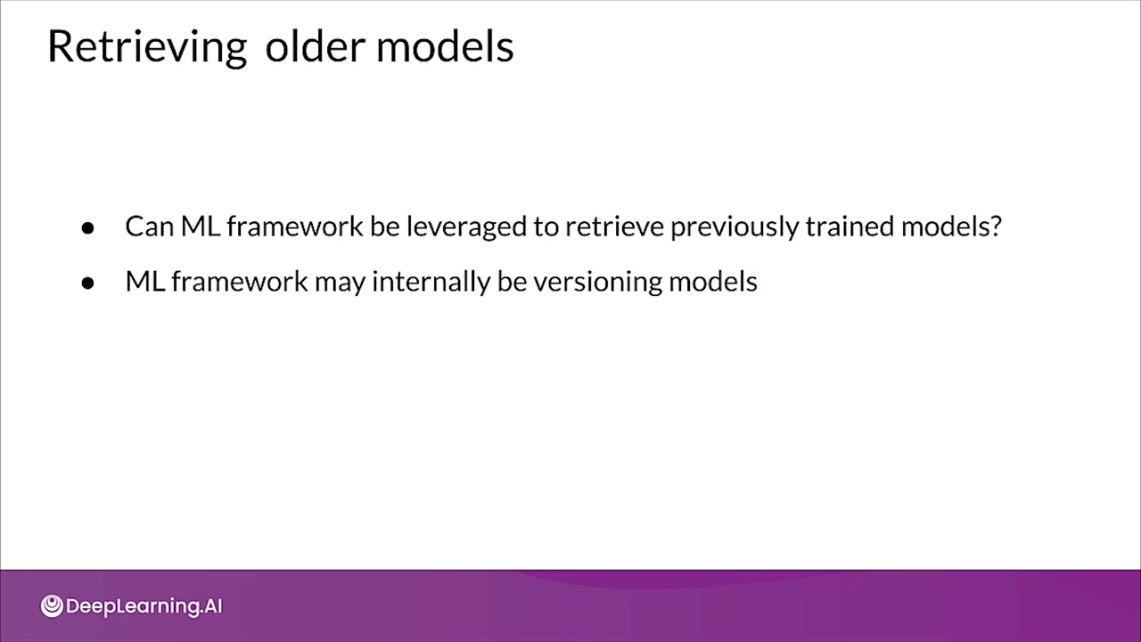 Retrieving older models
● Can ML framework be leveraged to retrieve previously trained models?
● ML framework may internally be versioning models
DeepLearning.AI